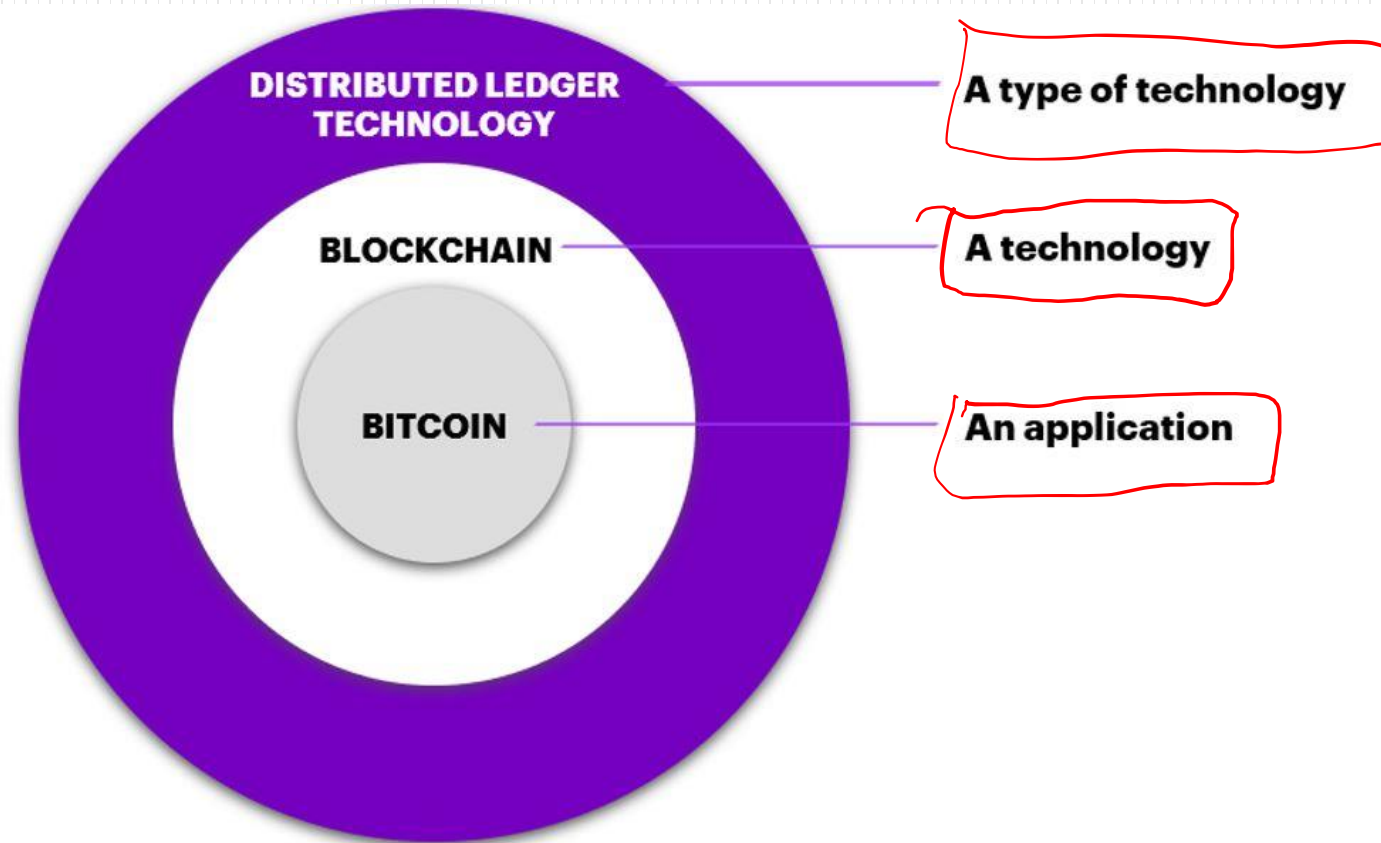 DISTRIBUTED LEDGER
TECHNOLOGY
A type of technology
BLOCKCHAIN
A technology
BITCOIN
An application